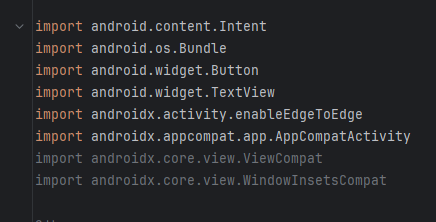 import android.content.Intent
import android.os.Bundle
import android.widget.Button
import android.widget.TextView
import androidx.activity.enableEdgeToEdge
import androidx.appcompat.app.AppCompatActivity
import androidx.core.view.ViewCompat
import androidx.core.view.WindowInsetsCompat